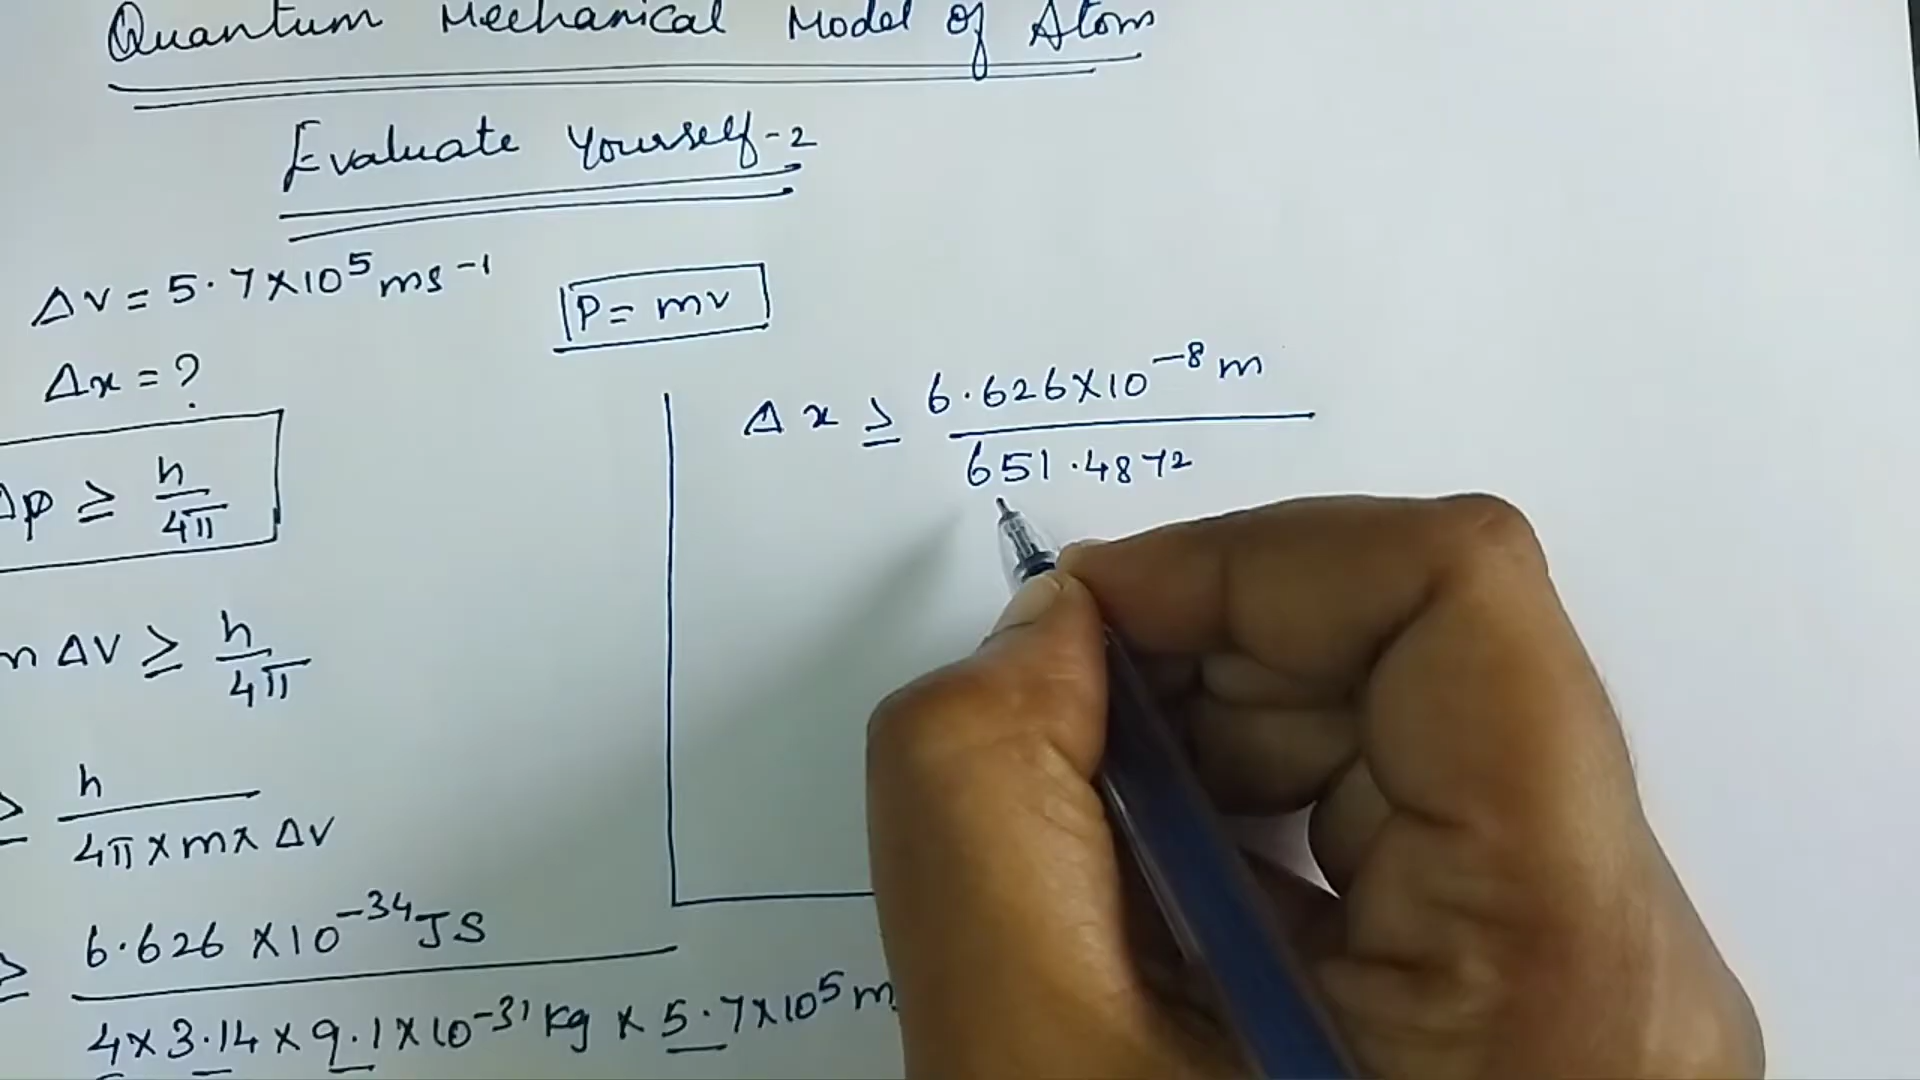 Quantum Mechanical Model of Atom
Evaluate Yourself-2
Δv = 5.7×10⁵ ms⁻¹
P = mv
Δx = ?
Δp ≥ h/4π
m Δv ≥ h/4π
≥ h/4π × m × Δv
≥ 6.626 × 10⁻³⁴ JS
4×3.14 × 9.1×10⁻³¹ kg × 5.7×10⁵ m
Δx ≥ 6.626×10⁻⁸ m
651.4872